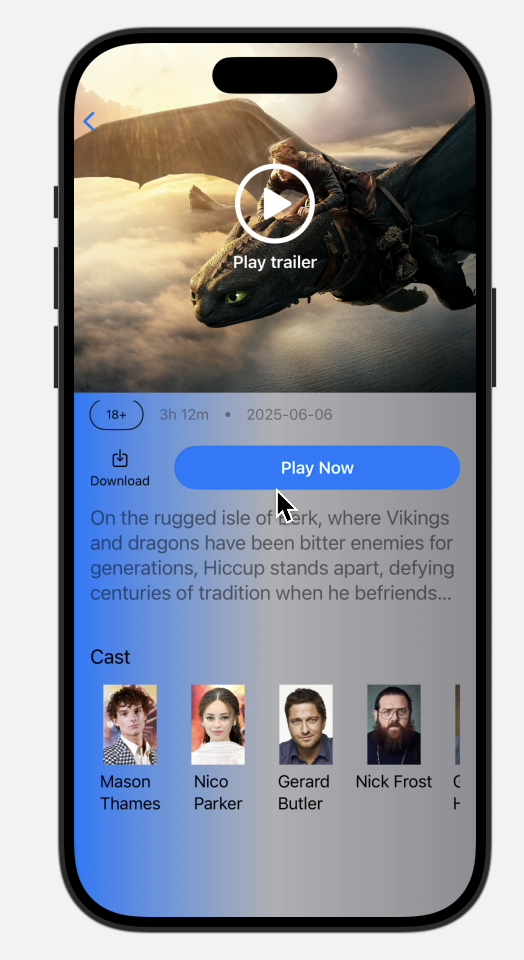 Play trailer
18+ 3h 12m • 2025-06-06
Download
Play Now
On the rugged isle of Berk, where Vikings
and dragons have been bitter enemies for
generations, Hiccup stands apart, defying
centuries of tradition when he befriends...
Cast
Mason
Thames
Nico
Parker
Gerard
Butler
Nick Frost
G
H